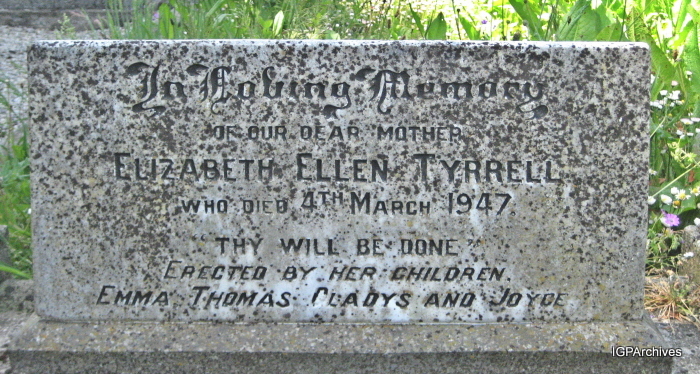 In Loving Memory
OF OUR DEAR MOTHER
ELIZABETH ELLEN TYRRELL
WHO DIED 4TH MARCH 1947
"THY WILL BE DONE"
ERECTED BY HER CHILDREN
EMMA THOMAS GLADYS AND JOYCE
IGPArchives